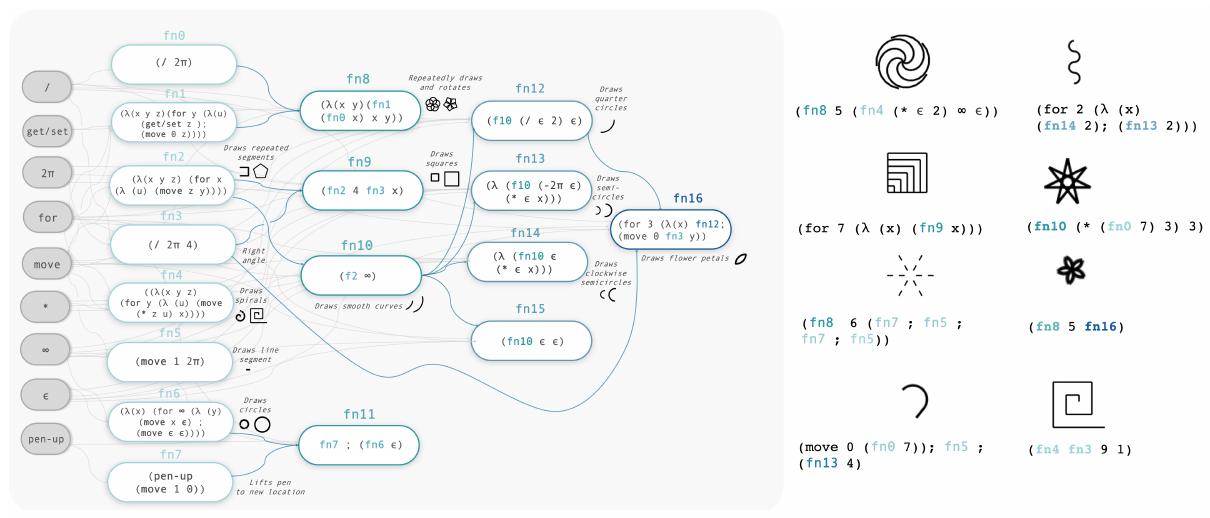 /
get/set
2π
for
move
*
∞
ϵ
pen-up
fn0
(/ 2π)
fn1
(λ(x y z)(for y (λ(u)
(get/set z ;
(move 0 z))))
fn2
(λ(x y z) (for x
(λ (u) (move z y))))
Draws repeated
segments
fn3
(/ 2π 4)
Right
angle
fn4
((λ(x y z)
(for y (λ (u) (move
(* z u) x))))
Draws
spirals
fn5
(move 1 2π)
Draws line
segment
fn6
(λ(x) (for ∞ (λ (y)
(move x ϵ) ;
(move ϵ ϵ))))
Draws
circles
fn7
(pen-up
(move 1 0))
Lifts pen
to new location
fn8
(λ(x y)(fn1
(fn0 x) x y))
Repeatedly draws
and rotates
fn9
(fn2 4 fn3 x)
Draws
squares
fn10
(f2 ∞)
Draws smooth curves
fn11
fn7 ; (fn6 ϵ)
fn12
(f10 (/ ϵ 2) ϵ)
Draws
quarter
circles
fn13
(λ (f10 (-2π ϵ)
(* ϵ x)))
Draws
semi-
circles
fn14
(λ (fn10 ϵ
(* ϵ x)))
Draws
clockwise
semicircles
fn15
(fn10 ϵ ϵ)
fn16
(for 3 (λ(x) fn12;
(move 0 fn3 y))
Draws flower petals
(fn8 5 (fn4 (* ϵ 2) ∞ ϵ))
(for 2 (λ (x)
(fn14 2); (fn13 2)))
(for 7 (λ (x) (fn9 x)))
(fn10 (* (fn0 7) 3) 3)
(fn8 6 (fn7 ; fn5 ;
fn7 ; fn5))
(fn8 5 fn16)
(move 0 (fn0 7)); fn5 ;
(fn13 4)
(fn4 fn3 9 1)